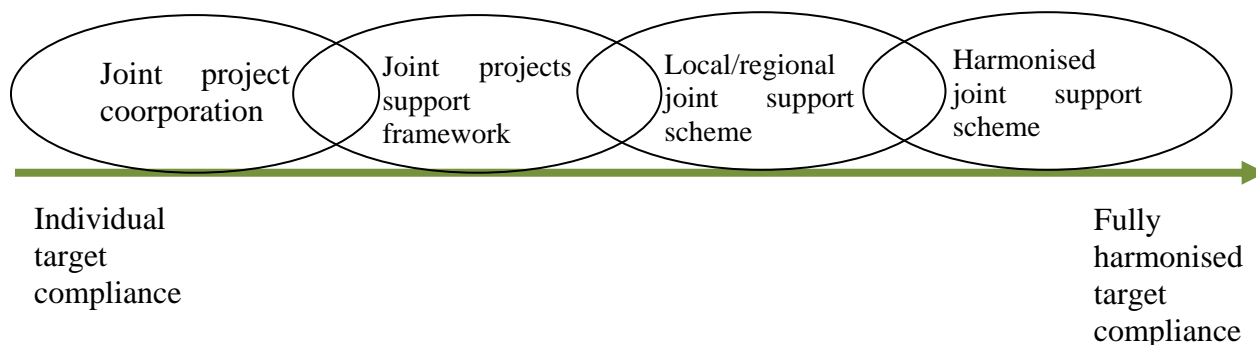 Joint project
coorporation
Joint projects
support
framework
Local/regional
joint support
scheme
Harmonised
joint support
scheme
Individual
target
compliance
Fully
harmonised
target
compliance